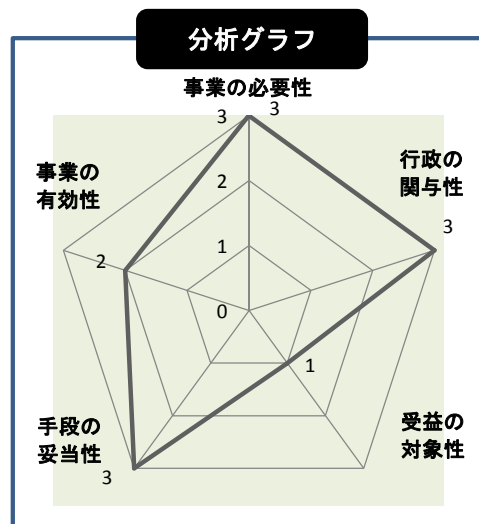 分析グラフ
事業の必要性
3
3
行政の
関与性
3
事業の
有効性
2
2
1
0
1
受益の
対象性
手段の
妥当性
3